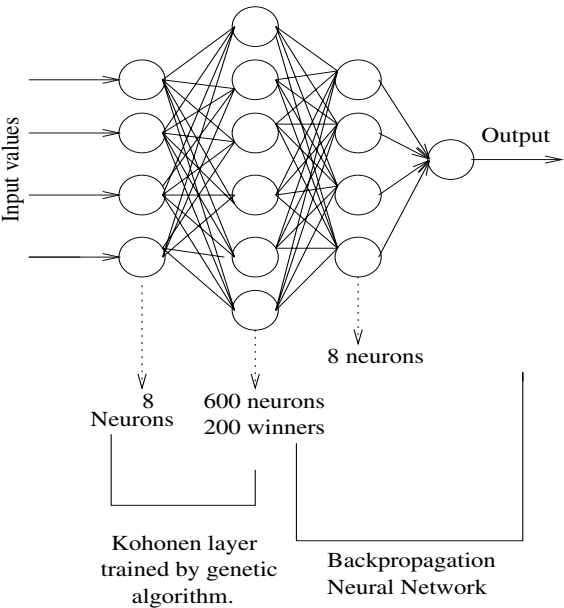 Input values
Output
8 neurons
8
Neurons
600 neurons
200 winners
Kohonen layer
trained by genetic
algorithm.
Backpropagation
Neural Network